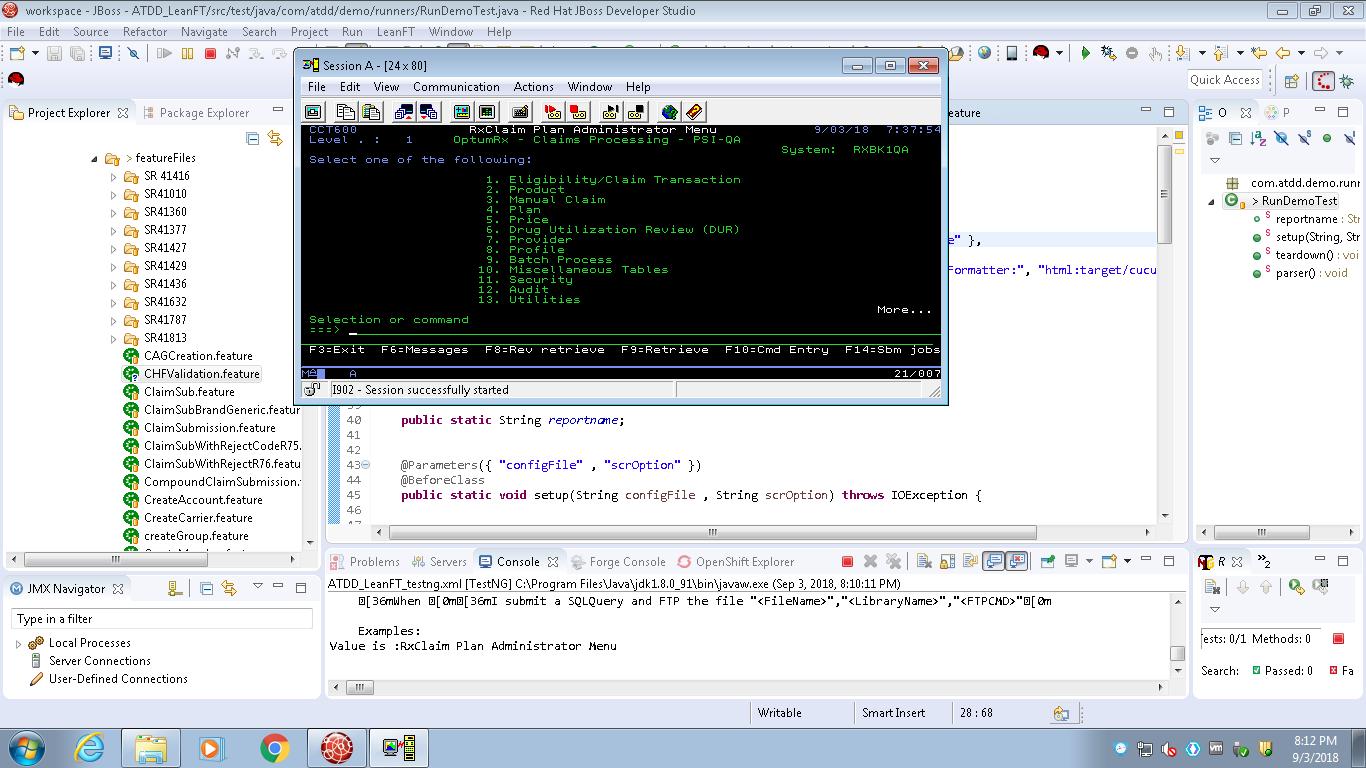 workspace - JBoss - ATDD_LeanFT/src/test/java/com/atdd/demo/runners/RunDemoTest.java - Red Hat JBoss Developer Studio
File Edit Source Refactor Navigate Search Project Run LeanFT Window Help
Quick Access
Session A - [24 x 80]
File Edit View Communication Actions Window Help
CCT600 RxClaim Plan Administrator Menu 9/03/18 7:37:54
Level . : 1 OptumRx - Claims Processing - PSI-QA
System: RXBK1QA
Select one of the following:
1. Eligibility/Claim Transaction
2. Product
3. Manual Claim
4. Plan
5. Price
6. Drug Utilization Review (DUR)
7. Provider
8. Profile
9. Batch Process
10. Miscellaneous Tables
11. Security
12. Audit
13. Utilities
More...
Selection or command
===>
F3=Exit F6=Messages F8=Rev retrieve F9=Retrieve F10=Cmd Entry F14=Sbm jobs
MA A 21/007
I902 - Session successfully started
Project Explorer Package Explorer
> featureFiles
SR 41416
SR41010
SR41360
SR41377
SR41427
SR41429
SR41436
SR41632
SR41787
SR41813
CAGCreation.feature
CHFValidation.feature
ClaimSub.feature
ClaimSubBrandGeneric.featur
ClaimSubmission.feature
ClaimSubWithRejectCodeR75.
ClaimSubWithRejectR76.featu
CompoundClaimSubmission.
CreateAccount.feature
CreateCarrier.feature
createGroup.feature
eature
e" },
Formatter:", "html:target/cucu
40 public static String reportname;
41
42
43 @Parameters({ "configFile" , "scrOption" })
44 @BeforeClass
45 public static void setup(String configFile , String scrOption) throws IOException {
46
O P
com.atdd.demo.runr
> RunDemoTest
reportname : Str
setup(String, Str
teardown() : voi
parser() : void
JMX Navigator
Type in a filter
Local Processes
Server Connections
User-Defined Connections
Problems Servers Console Forge Console OpenShift Explorer
ATDD_LeanFT_testng.xml [TestNG] C:\Program Files\Java\jdk1.8.0_91\bin\javaw.exe (Sep 3, 2018, 8:10:11 PM)
[36mWhen [0m[36mI submit a SQLQuery and FTP the file "<FileName>","<LibraryName>","<FTPCMD>"[0m
Examples:
Value is :RxClaim Plan Administrator Menu
R »2
ests: 0/1 Methods: 0
Search: Passed: 0 Fa
Writable Smart Insert 28 : 68
8:12 PM
9/3/2018